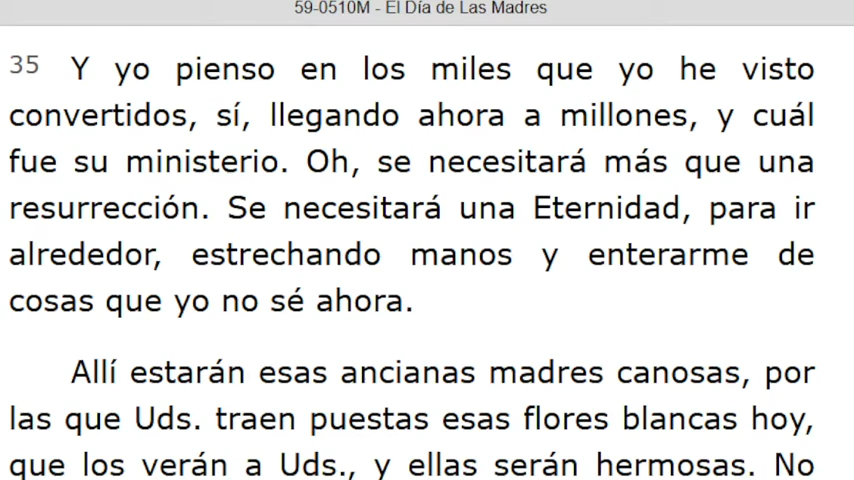 59-0510M - El Día de Las Madres
35 Y yo pienso en los miles que yo he visto
convertidos, sí, llegando ahora a millones, y cuál
fue su ministerio. Oh, se necesitará más que una
resurrección. Se necesitará una Eternidad, para ir
alrededor, estrechando manos y enterarme de
cosas que yo no sé ahora.
Allí estarán esas ancianas madres canosas, por
las que Uds. traen puestas esas flores blancas hoy,
que los verán a Uds., y ellas serán hermosas. No